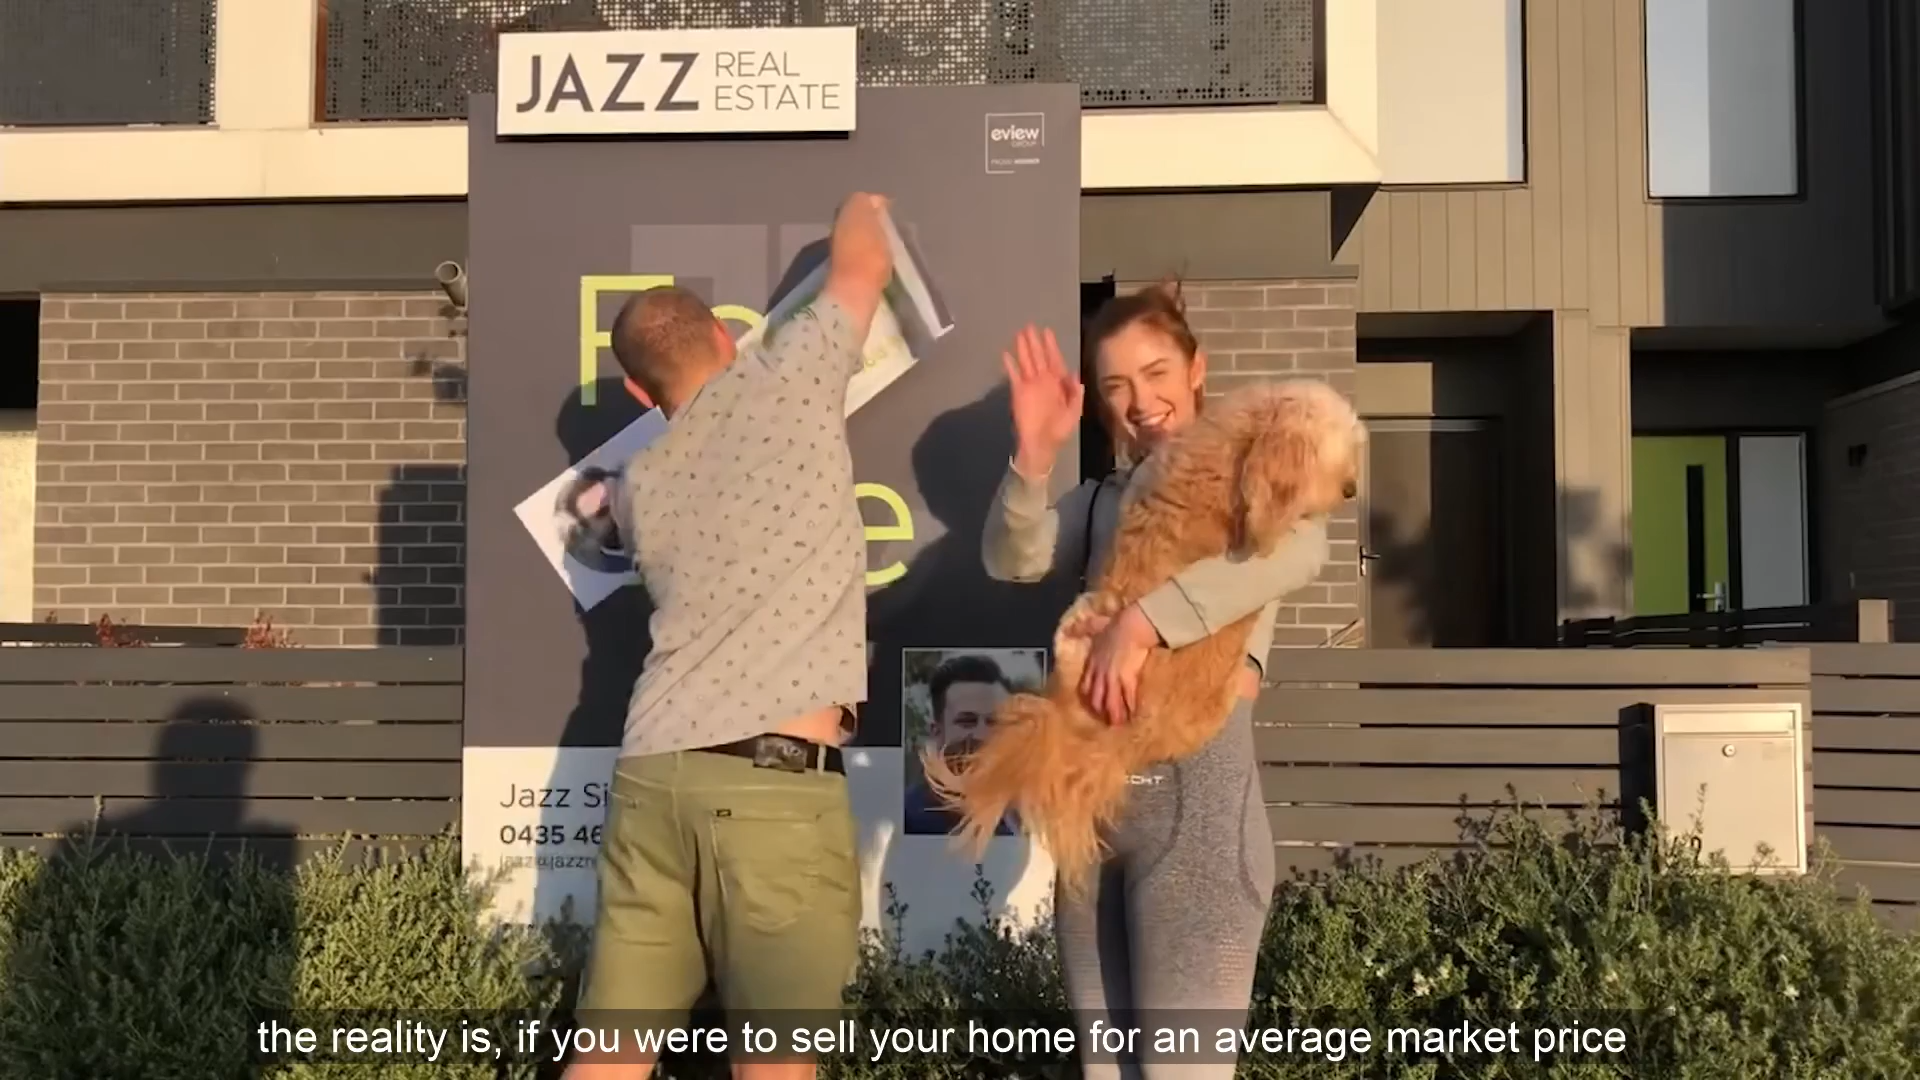 JAZZ REAL
ESTATE
eview
GROUP
Jazz Si
0435 46
the reality is, if you were to sell your home for an average market price